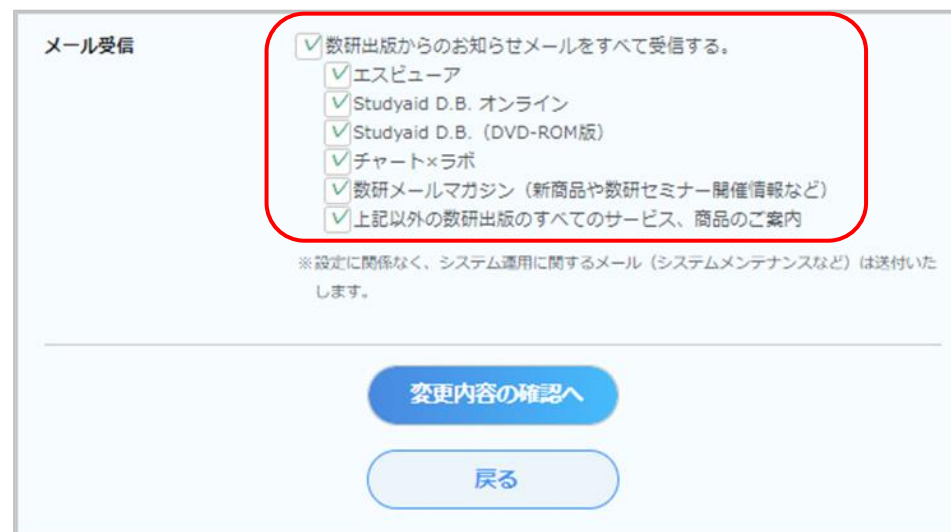 メール受信
数研出版からのお知らせメールをすべて受信する。
エスビューア
Studyaid D.B. オンライン
Studyaid D.B.（DVD-ROM版）
チャート×ラボ
数研メールマガジン（新商品や数研セミナー開催情報など）
上記以外の数研出版のすべてのサービス、商品のご案内
※設定に関係なく、システム運用に関するメール（システムメンテナンスなど）は送付いた
します。
変更内容の確認へ
戻る